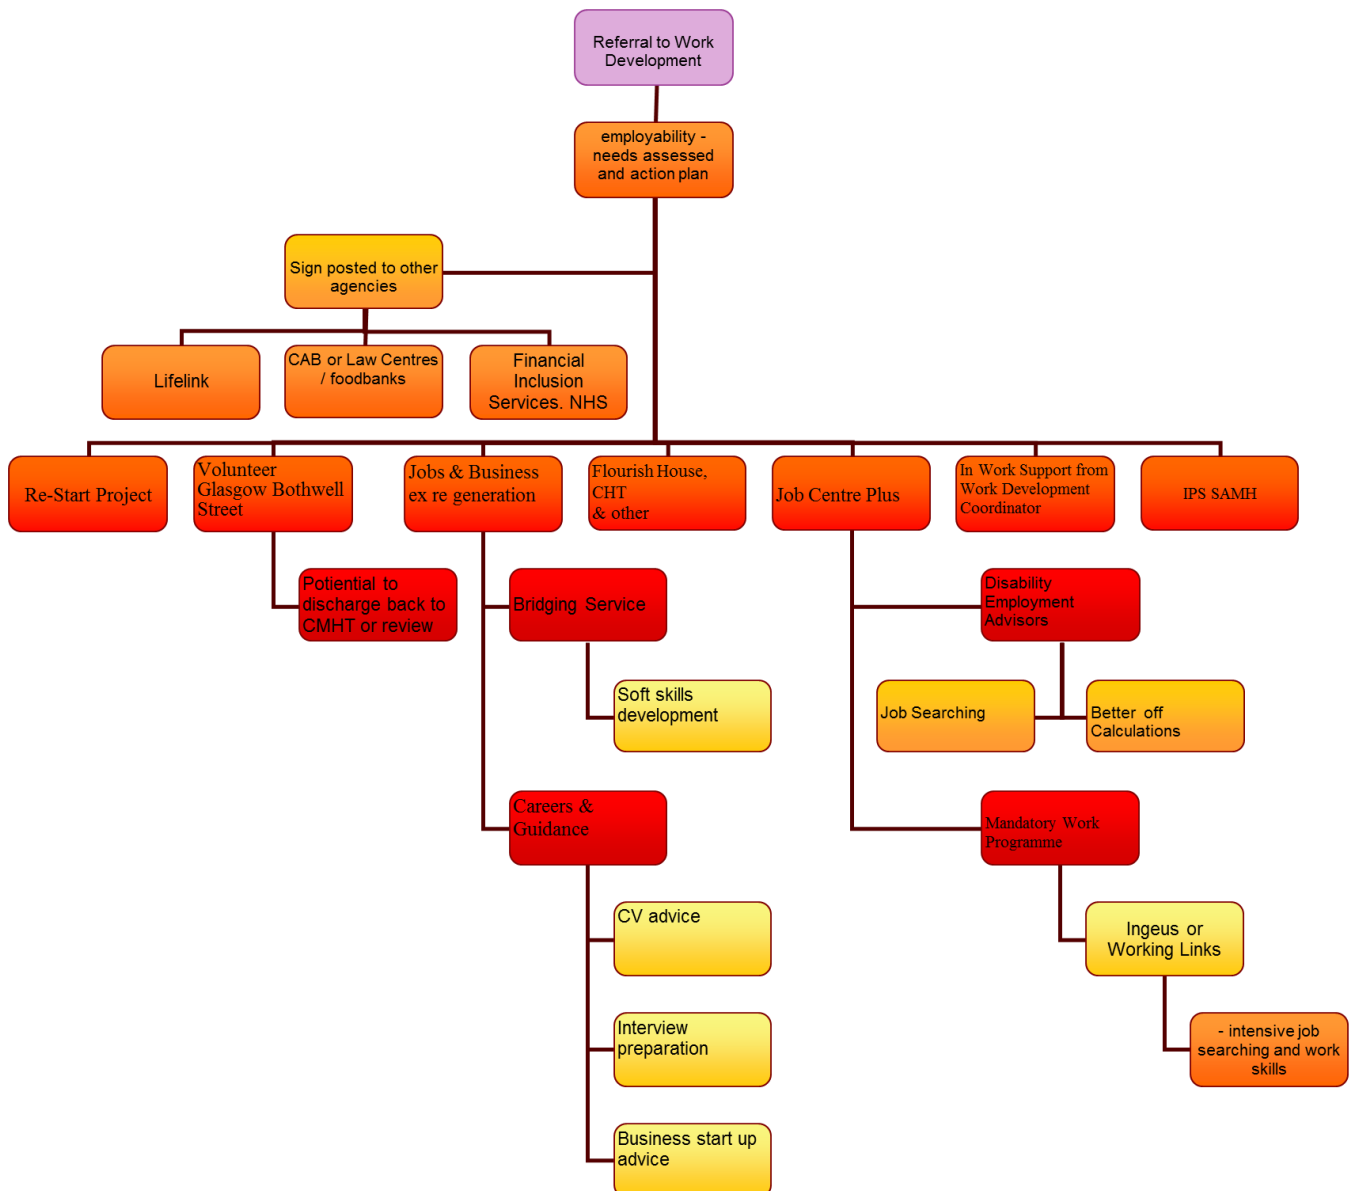 Referral to Work
Development
employability -
needs assessed
and action plan
Sign posted to other
agencies
Lifelink
CAB or Law Centres
/ foodbanks
Financial
Inclusion
Services. NHS
Re-Start Project
Volunteer
Glasgow Bothwell
Street
Jobs & Business
ex re generation
Flourish House,
CHT
& other
Job Centre Plus
In Work Support from
Work Development
Coordinator
IPS SAMH
Potiential to
discharge back to
CMHT or review
Bridging Service
Disability
Employment
Advisors
Soft skills
development
Job Searching
Better off
Calculations
Careers &
Guidance
Mandatory Work
Programme
CV advice
Ingeus or
Working Links
Interview
preparation
- intensive job
searching and work
skills
Business start up
advice